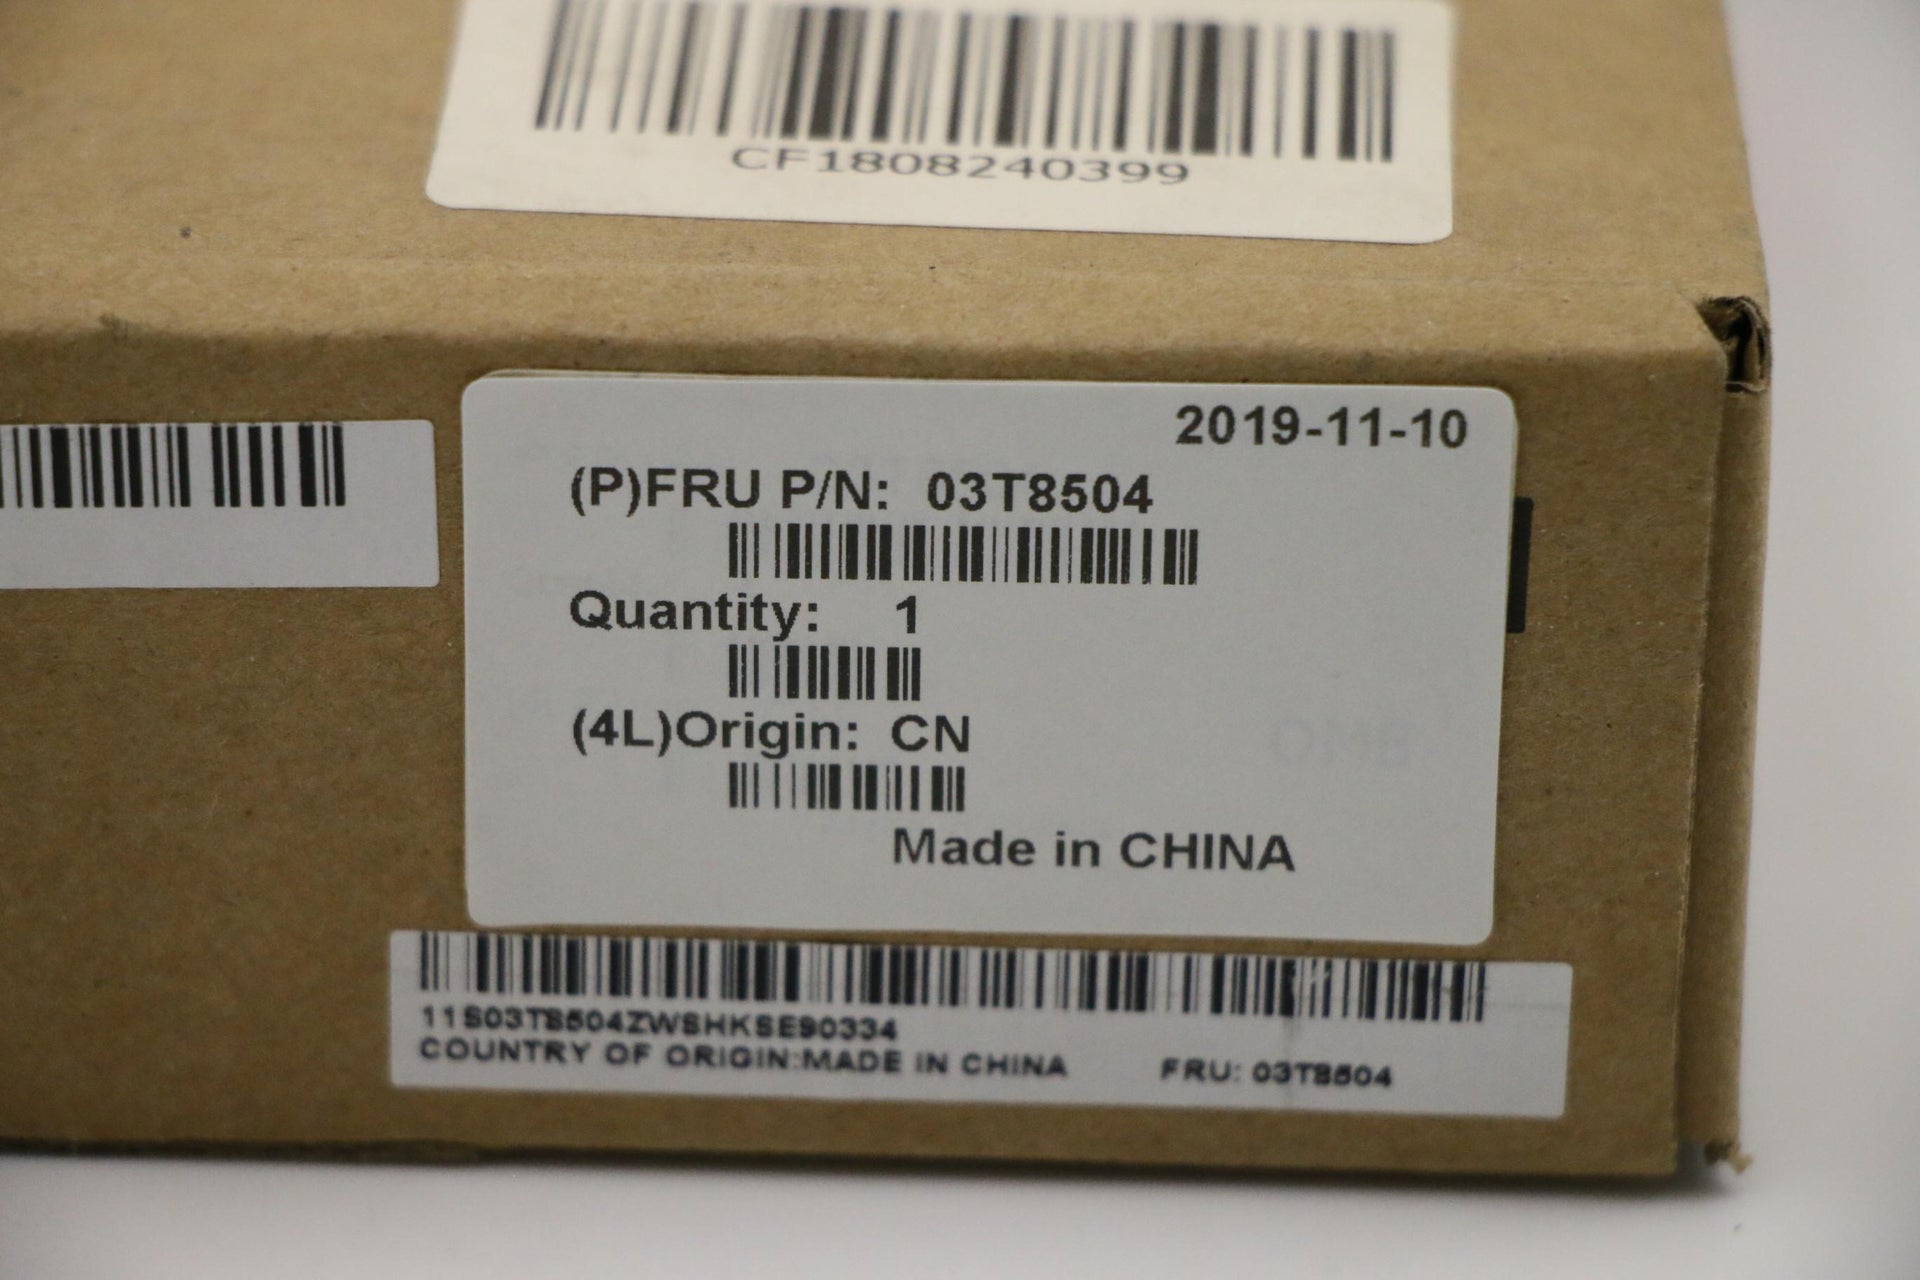 CF1808240399
2019-11-10
(P)FRU P/N: 03T8504
Quantity: 1
(4L)Origin: CN
Made in CHINA
11S03T8504ZWSHKSE90334
COUNTRY OF ORIGIN:MADE IN CHINA FRU: 03T8504